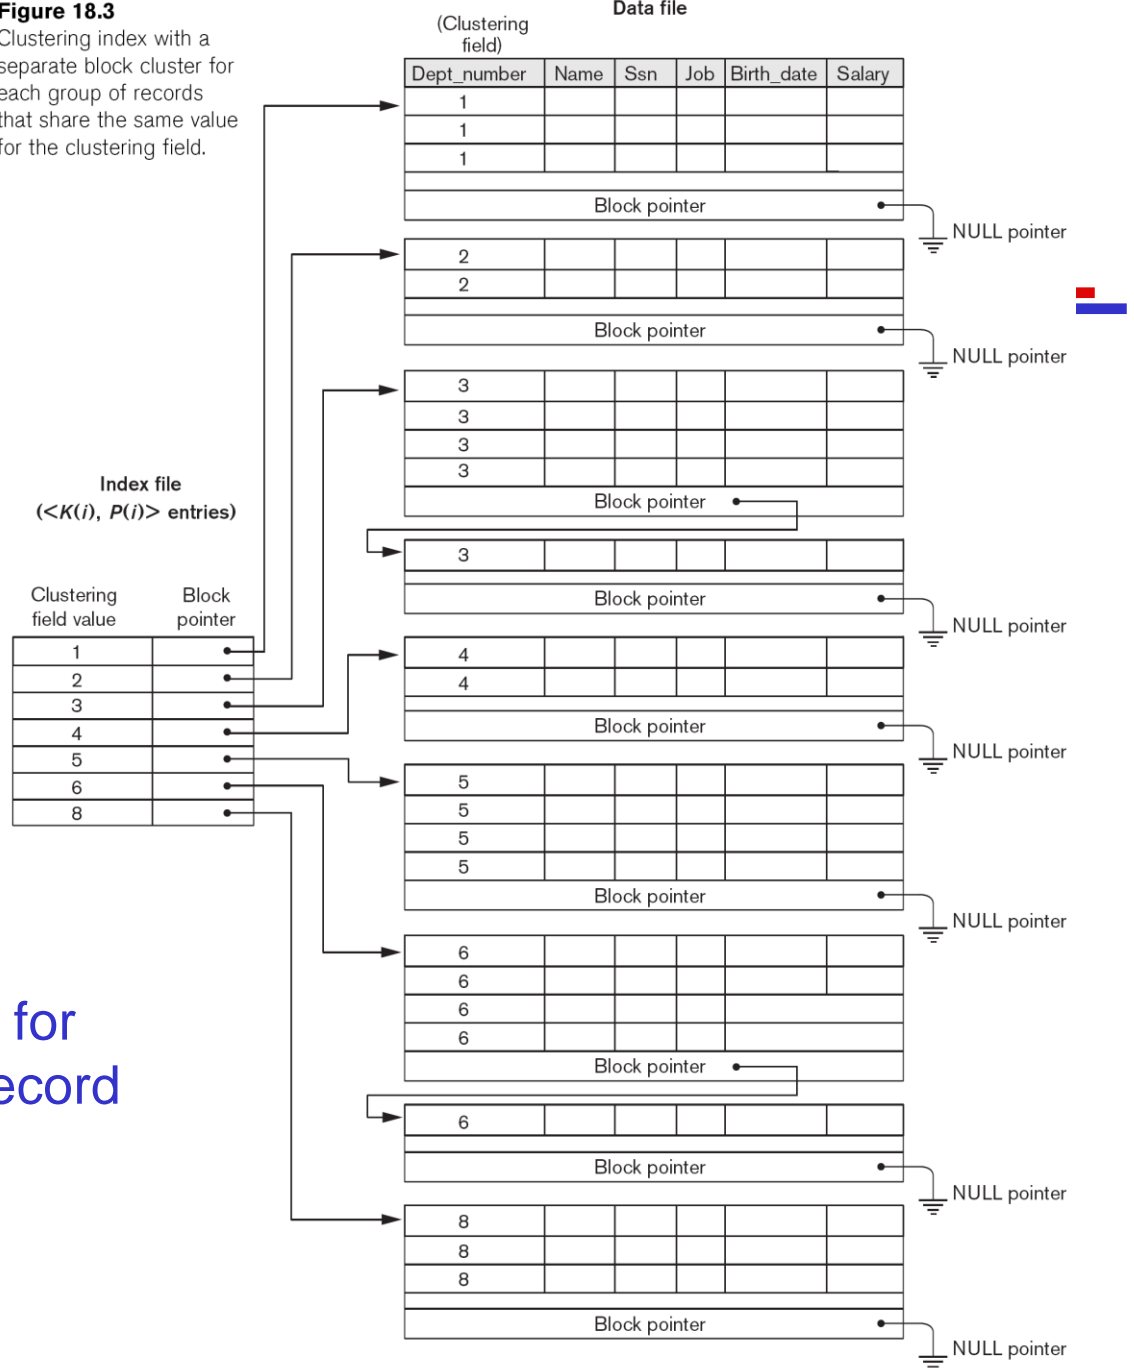 Figure 18.3
Clustering index with a
separate block cluster for
each group of records
that share the same value
for the clustering field.
Data file
(Clustering
field)
Dept_number Name Ssn Job Birth_date Salary
1
1
1
Block pointer
NULL pointer
2
2
Block pointer
NULL pointer
3
3
3
3
Block pointer
3
Block pointer
NULL pointer
4
4
Block pointer
NULL pointer
5
5
5
5
Block pointer
NULL pointer
6
6
6
6
Block pointer
6
Block pointer
NULL pointer
8
8
8
Block pointer
NULL pointer
Index file
(<K(i), P(i)> entries)
Clustering Block
field value pointer
1
2
3
4
5
6
8
for
ecord